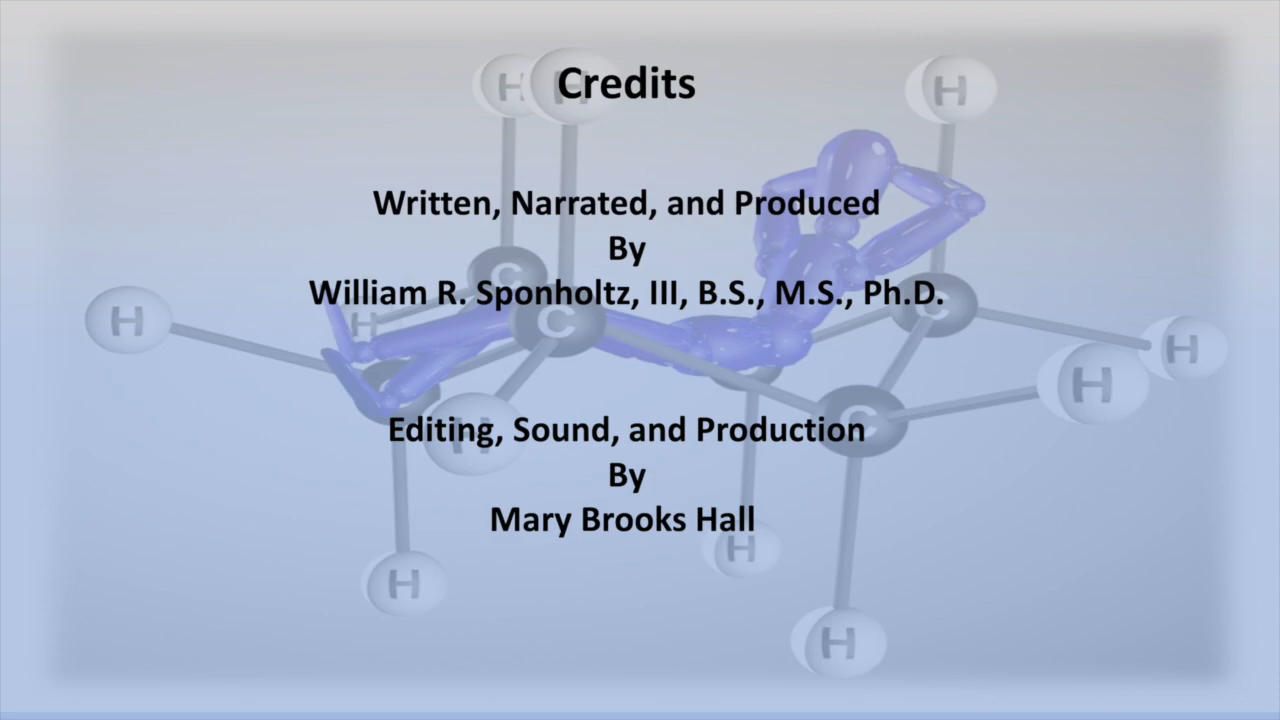 Credits
Written, Narrated, and Produced
By
William R. Sponholtz, III, B.S., M.S., Ph.D.
Editing, Sound, and Production
By
Mary Brooks Hall
H
H
H
C
H
H
C
C
H
H
C
H
H
H
H